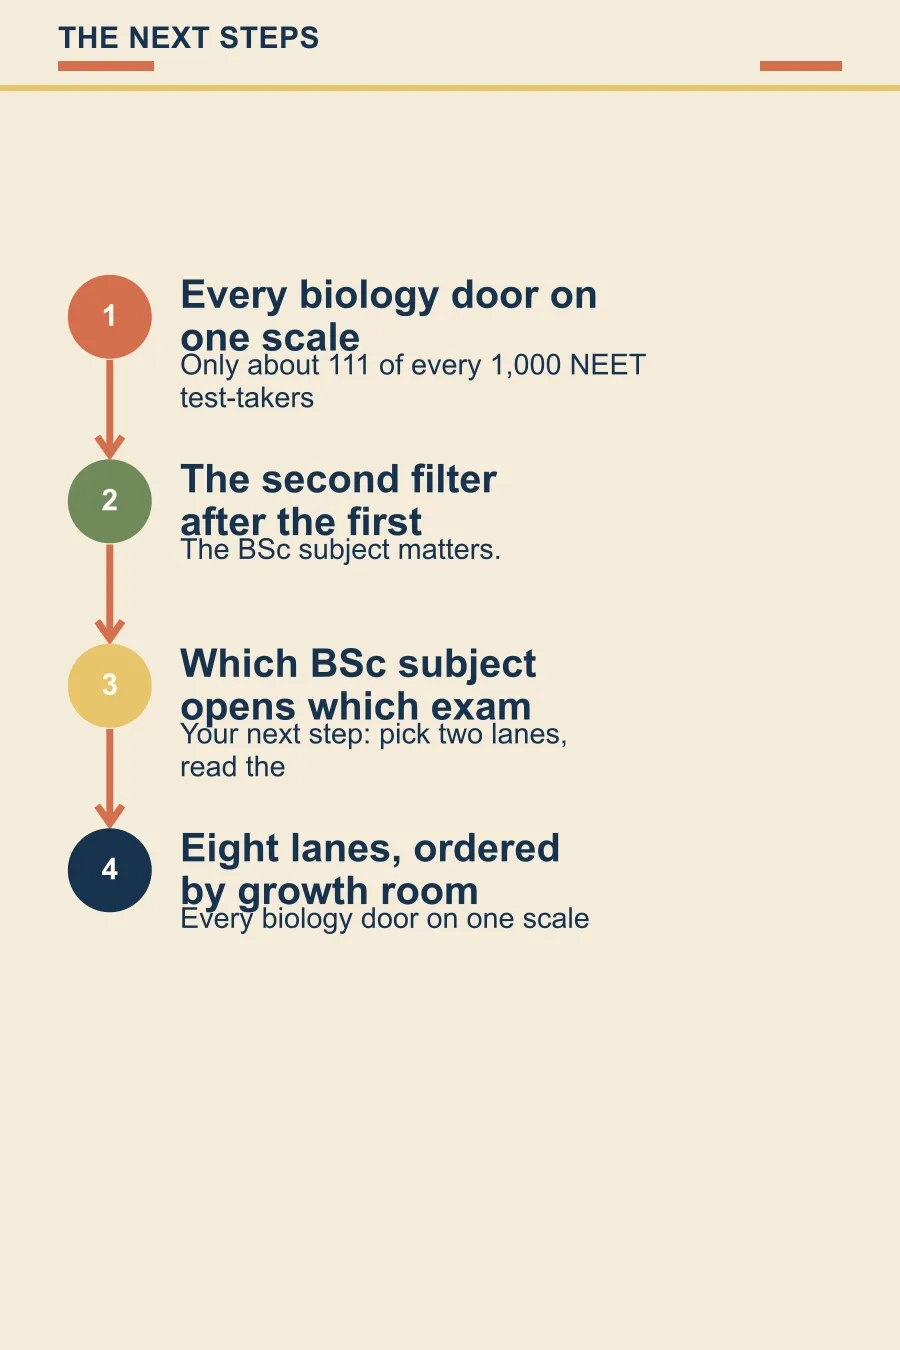 THE NEXT STEPS
1
Every biology door on
one scale
Only about 111 of every 1,000 NEET
test-takers
2
The second filter
after the first
The BSc subject matters.
3
Which BSc subject
opens which exam
Your next step: pick two lanes,
read the
4
Eight lanes, ordered
by growth room
Every biology door on one scale